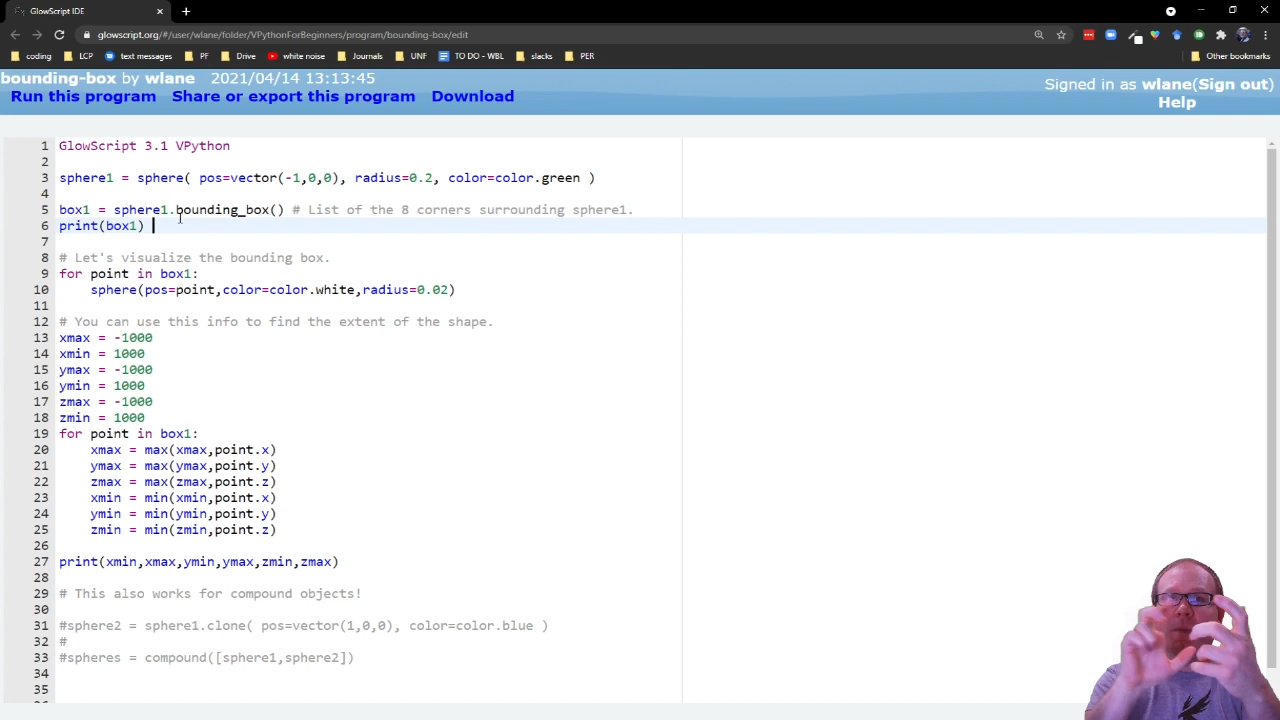 GlowScript IDE
glowscript.org/#/user/wlane/folder/VPythonForBeginners/program/bounding-box/edit
coding LCP text messages PF Drive white noise Journals UNF TO DO - WBL slacks PER Other bookmarks
bounding-box by wlane 2021/04/14 13:13:45
Signed in as wlane(Sign out)
Run this program Share or export this program Download
Help
1 GlowScript 3.1 VPython
2
3 sphere1 = sphere( pos=vector(-1,0,0), radius=0.2, color=color.green )
4
5 box1 = sphere1.bounding_box() # List of the 8 corners surrounding sphere1.
6 print(box1)
7
8 # Let's visualize the bounding box.
9 for point in box1:
10 sphere(pos=point,color=color.white,radius=0.02)
11
12 # You can use this info to find the extent of the shape.
13 xmax = -1000
14 xmin = 1000
15 ymax = -1000
16 ymin = 1000
17 zmax = -1000
18 zmin = 1000
19 for point in box1:
20 xmax = max(xmax,point.x)
21 ymax = max(ymax,point.y)
22 zmax = max(zmax,point.z)
23 xmin = min(xmin,point.x)
24 ymin = min(ymin,point.y)
25 zmin = min(zmin,point.z)
26
27 print(xmin,xmax,ymin,ymax,zmin,zmax)
28
29 # This also works for compound objects!
30
31 #sphere2 = sphere1.clone( pos=vector(1,0,0), color=color.blue )
32 #
33 #spheres = compound([sphere1,sphere2])
34
35